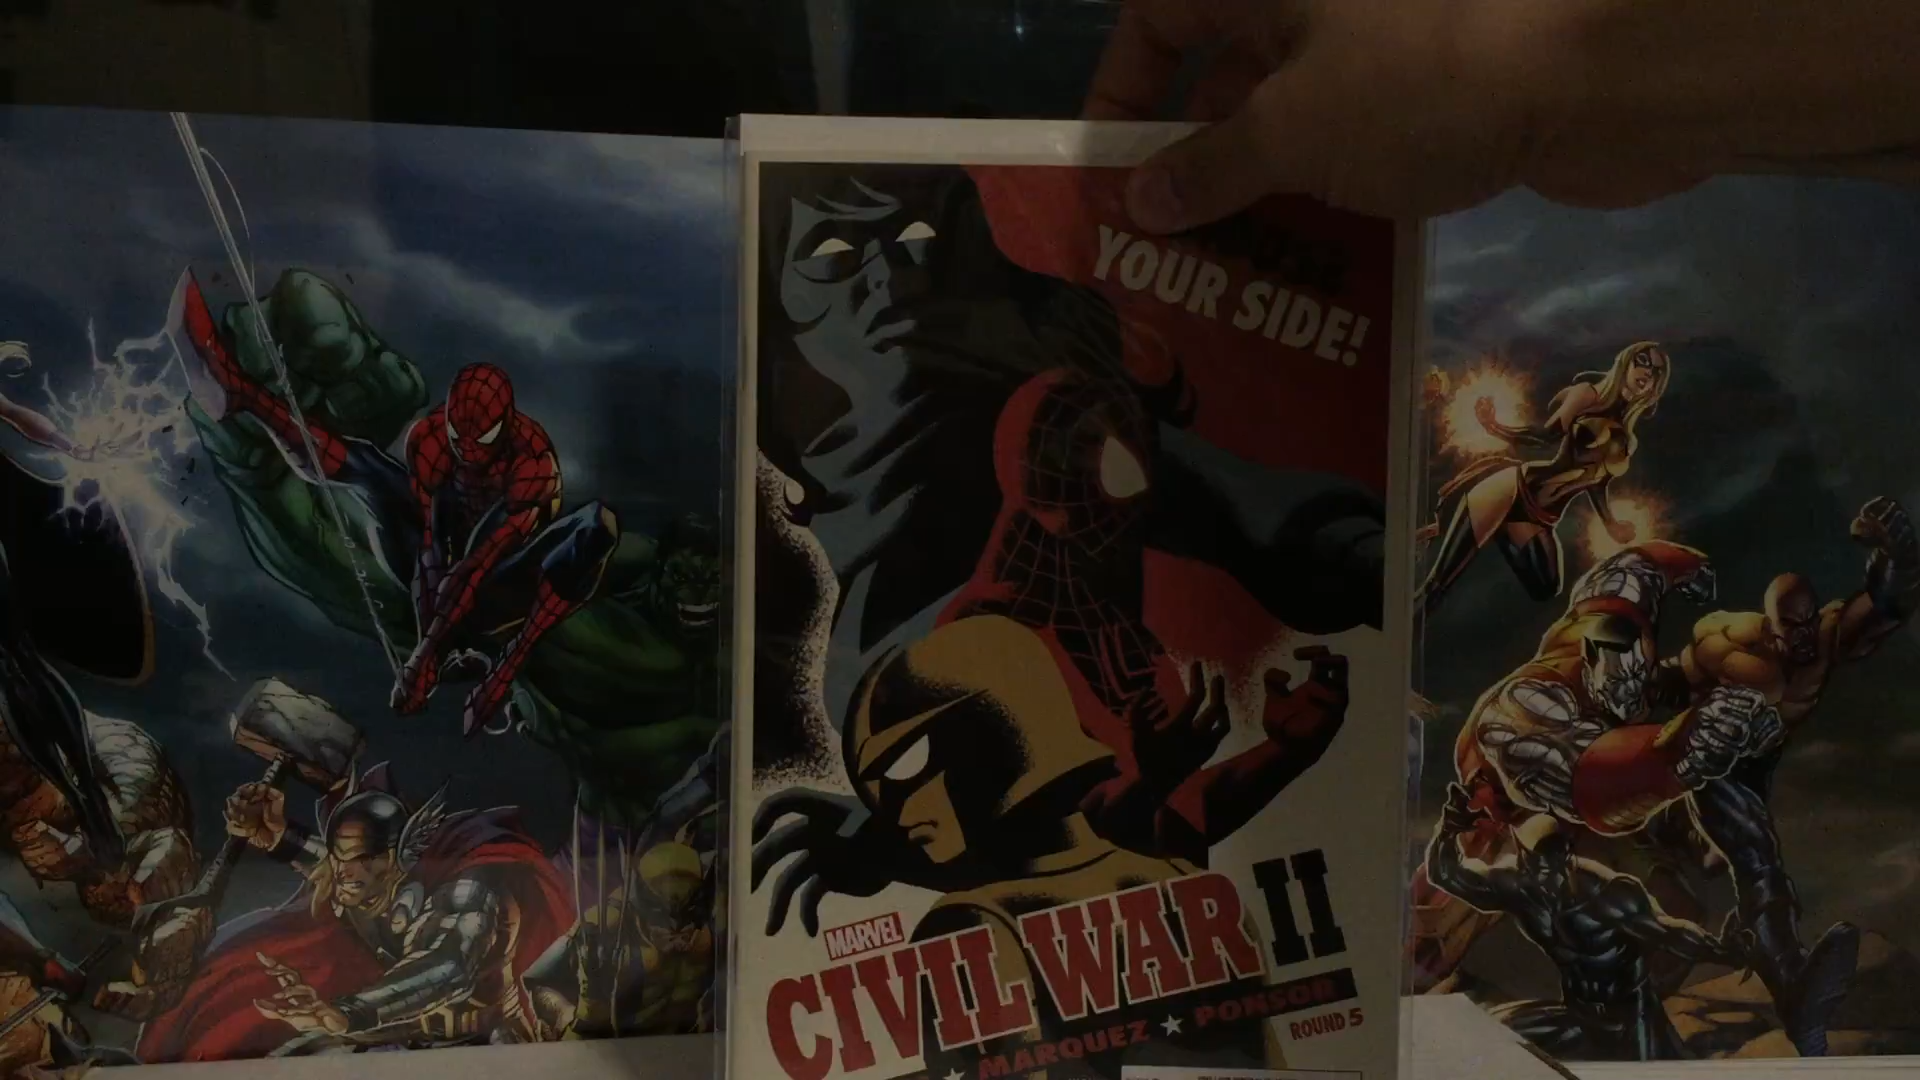 YOUR SIDE!
MARVEL
CIVIL WAR II
★ MARQUEZ ★ PONSOR
ROUND 5